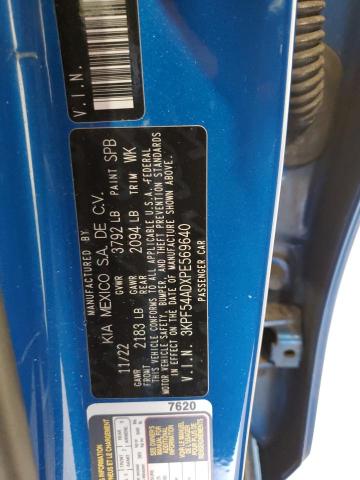 V.I.N.
MANUFACTURED BY
KIA MEXICO S.A. DE C.V.
11/22 GVWR 3792 LB PAINT SPB
GAWR FRONT 2183 LB GAWR REAR 2094 LB TRIM WK
THIS VEHICLE CONFORMS TO ALL APPLICABLE U.S.A. FEDERAL
MOTOR VEHICLE SAFETY, BUMPER, AND THEFT PREVENTION
STANDARDS IN EFFECT ON THE DATE OF MANUFACTURE SHOWN ABOVE.
V.I.N. 3KPF54ADXPE569640
PASSENGER CAR
7620